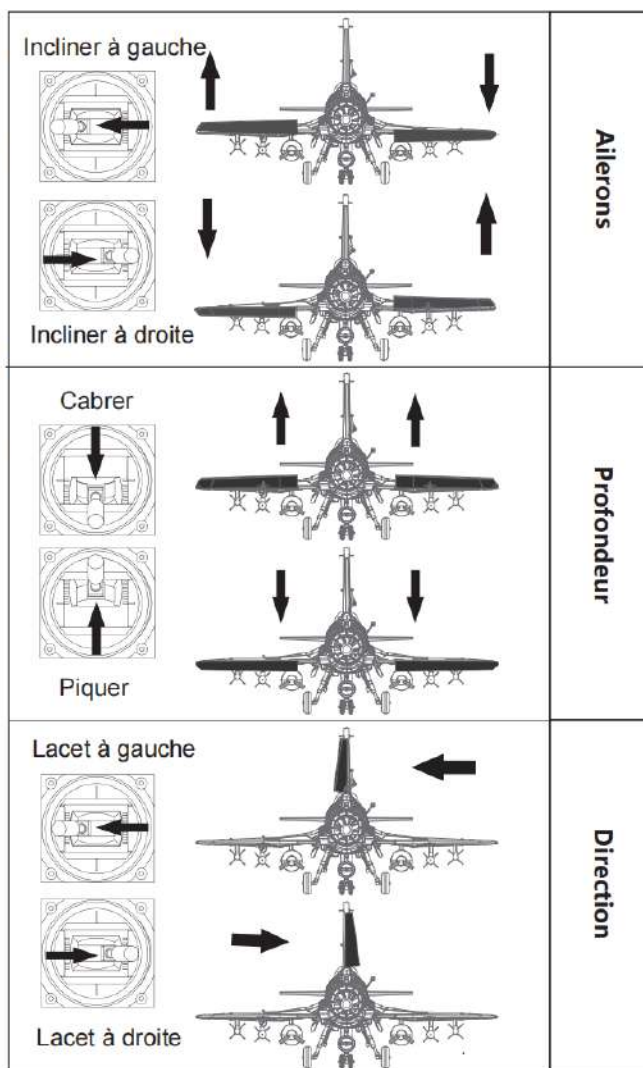 Incliner à gauche
Incliner à droite
Ailerons
Cabrer
Piquer
Profondeur
Lacet à gauche
Lacet à droite
Direction